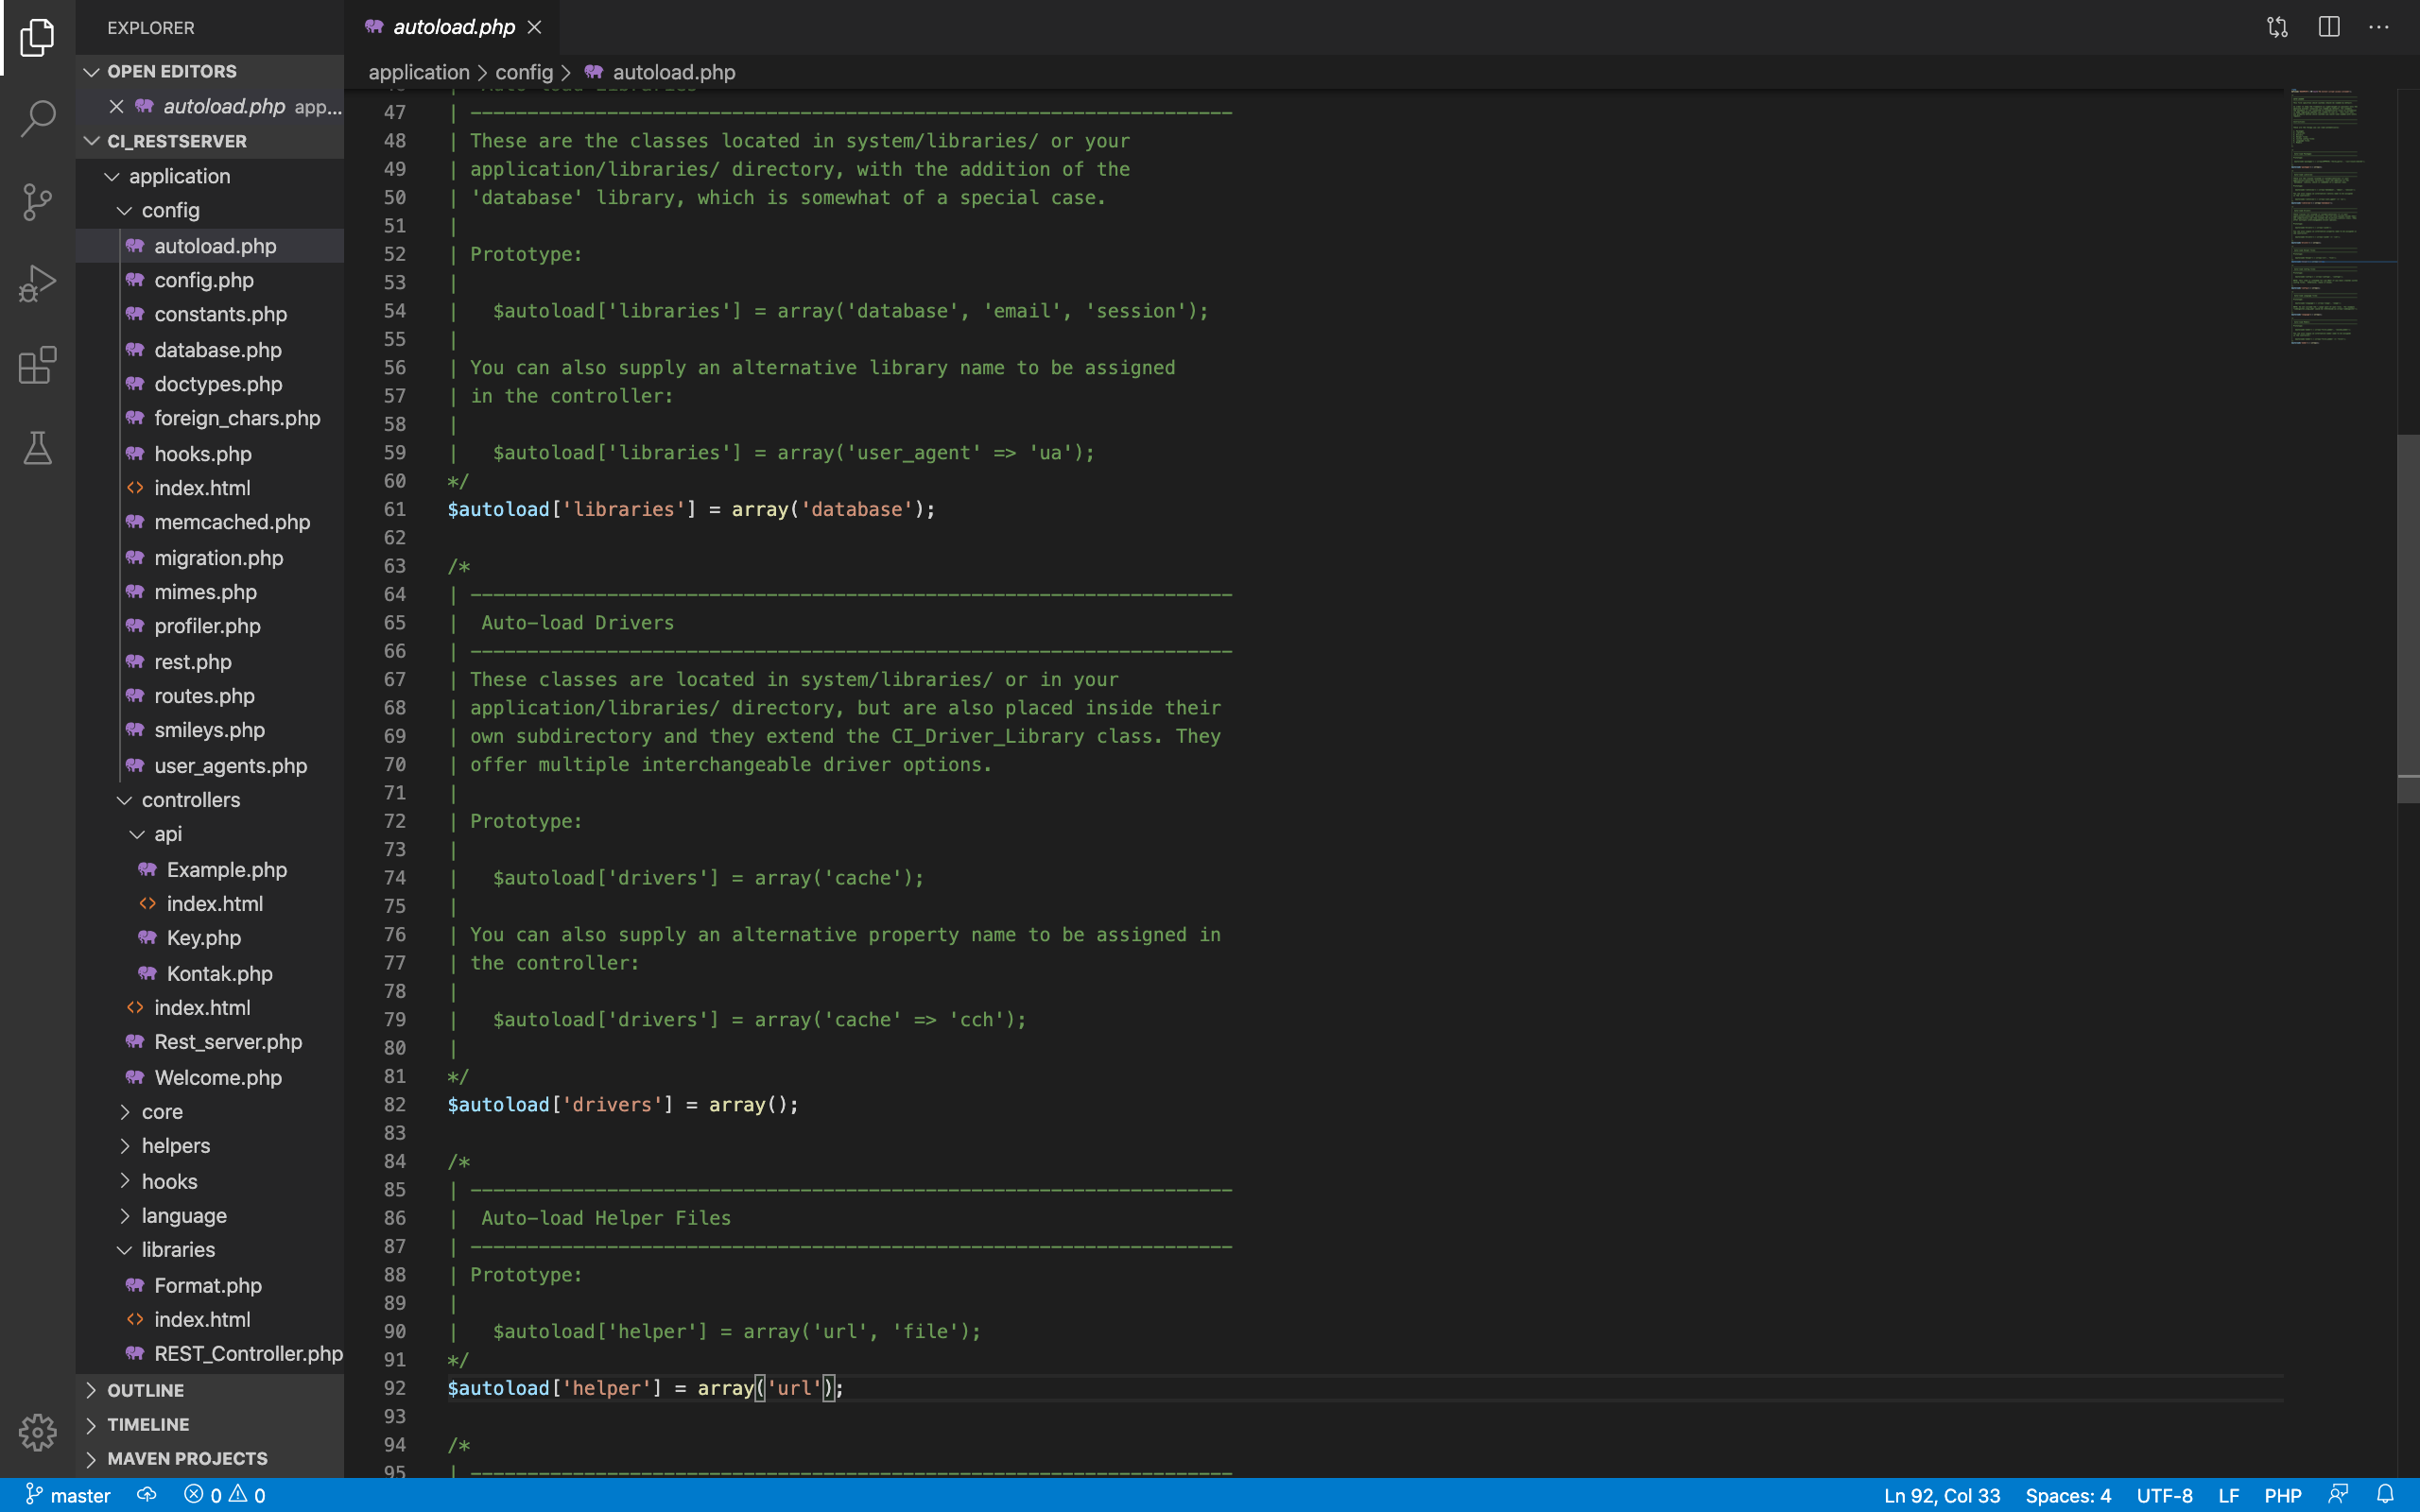 EXPLORER
OPEN EDITORS
autoload.php app...
CI_RESTSERVER
application
config
autoload.php
config.php
constants.php
database.php
doctypes.php
foreign_chars.php
hooks.php
index.html
memcached.php
migration.php
mimes.php
profiler.php
rest.php
routes.php
smileys.php
user_agents.php
controllers
api
Example.php
index.html
Key.php
Kontak.php
index.html
Rest_server.php
Welcome.php
core
helpers
hooks
language
libraries
Format.php
index.html
REST_Controller.php
OUTLINE
TIMELINE
MAVEN PROJECTS
autoload.php
application > config > autoload.php
47 | -------------------------------------------------------------------
48 | These are the classes located in system/libraries/ or your
49 | application/libraries/ directory, with the addition of the
50 | 'database' library, which is somewhat of a special case.
51 |
52 | Prototype:
53 |
54 |   $autoload['libraries'] = array('database', 'email', 'session');
55 |
56 | You can also supply an alternative library name to be assigned
57 | in the controller:
58 |
59 |   $autoload['libraries'] = array('user_agent' => 'ua');
60 */
61 $autoload['libraries'] = array('database');
62
63 /*
64 | -------------------------------------------------------------------
65 |  Auto-load Drivers
66 | -------------------------------------------------------------------
67 | These classes are located in system/libraries/ or in your
68 | application/libraries/ directory, but are also placed inside their
69 | own subdirectory and they extend the CI_Driver_Library class. They
70 | offer multiple interchangeable driver options.
71 |
72 | Prototype:
73 |
74 |   $autoload['drivers'] = array('cache');
75 |
76 | You can also supply an alternative property name to be assigned in
77 | the controller:
78 |
79 |   $autoload['drivers'] = array('cache' => 'cch');
80 |
81 */
82 $autoload['drivers'] = array();
83
84 /*
85 | -------------------------------------------------------------------
86 |  Auto-load Helper Files
87 | -------------------------------------------------------------------
88 | Prototype:
89 |
90 |   $autoload['helper'] = array('url', 'file');
91 */
92 $autoload['helper'] = array('url');
93
94 /*
95 | -------------------------------------------------------------------
master 0 0 Ln 92, Col 33 Spaces: 4 UTF-8 LF PHP